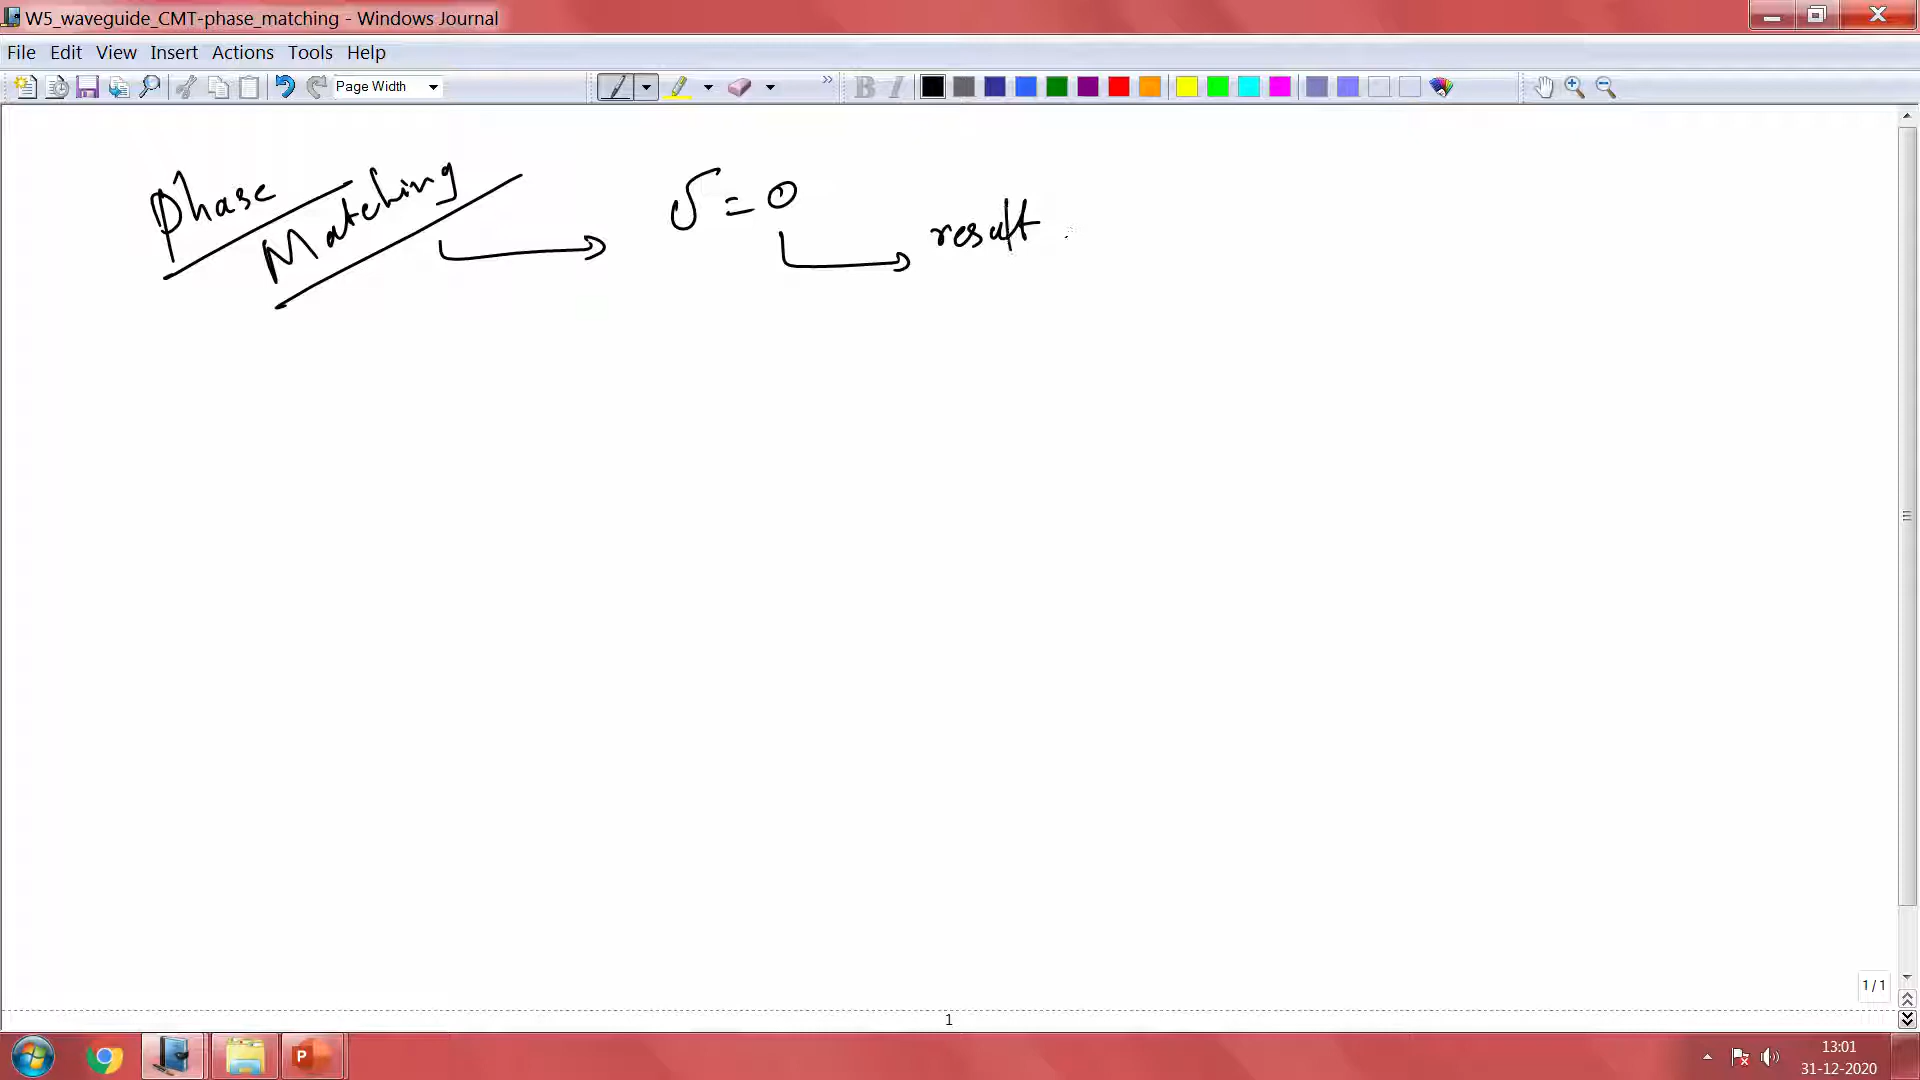 W5_waveguide_CMT-phase_matching - Windows Journal
File Edit View Insert Actions Tools Help
Page Width
B I
phase
Matching
δ = 0
result
1 / 1
1
P
13:01
31-12-2020